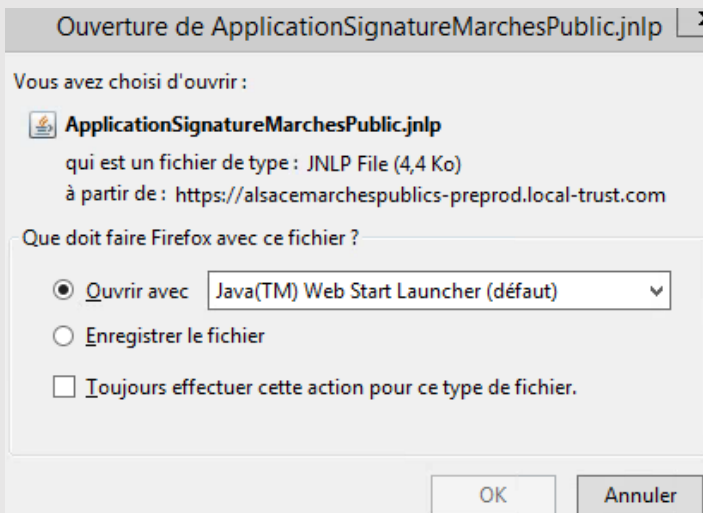 Ouverture de ApplicationSignatureMarchesPublic.jnlp
Vous avez choisi d'ouvrir :
ApplicationSignatureMarchesPublic.jnlp
qui est un fichier de type : JNLP File (4,4 Ko)
à partir de : https://alsacemarchespublics-preprod.local-trust.com
Que doit faire Firefox avec ce fichier ?
Ouvrir avec Java(TM) Web Start Launcher (défaut)
Enregistrer le fichier
Toujours effectuer cette action pour ce type de fichier.
OK Annuler